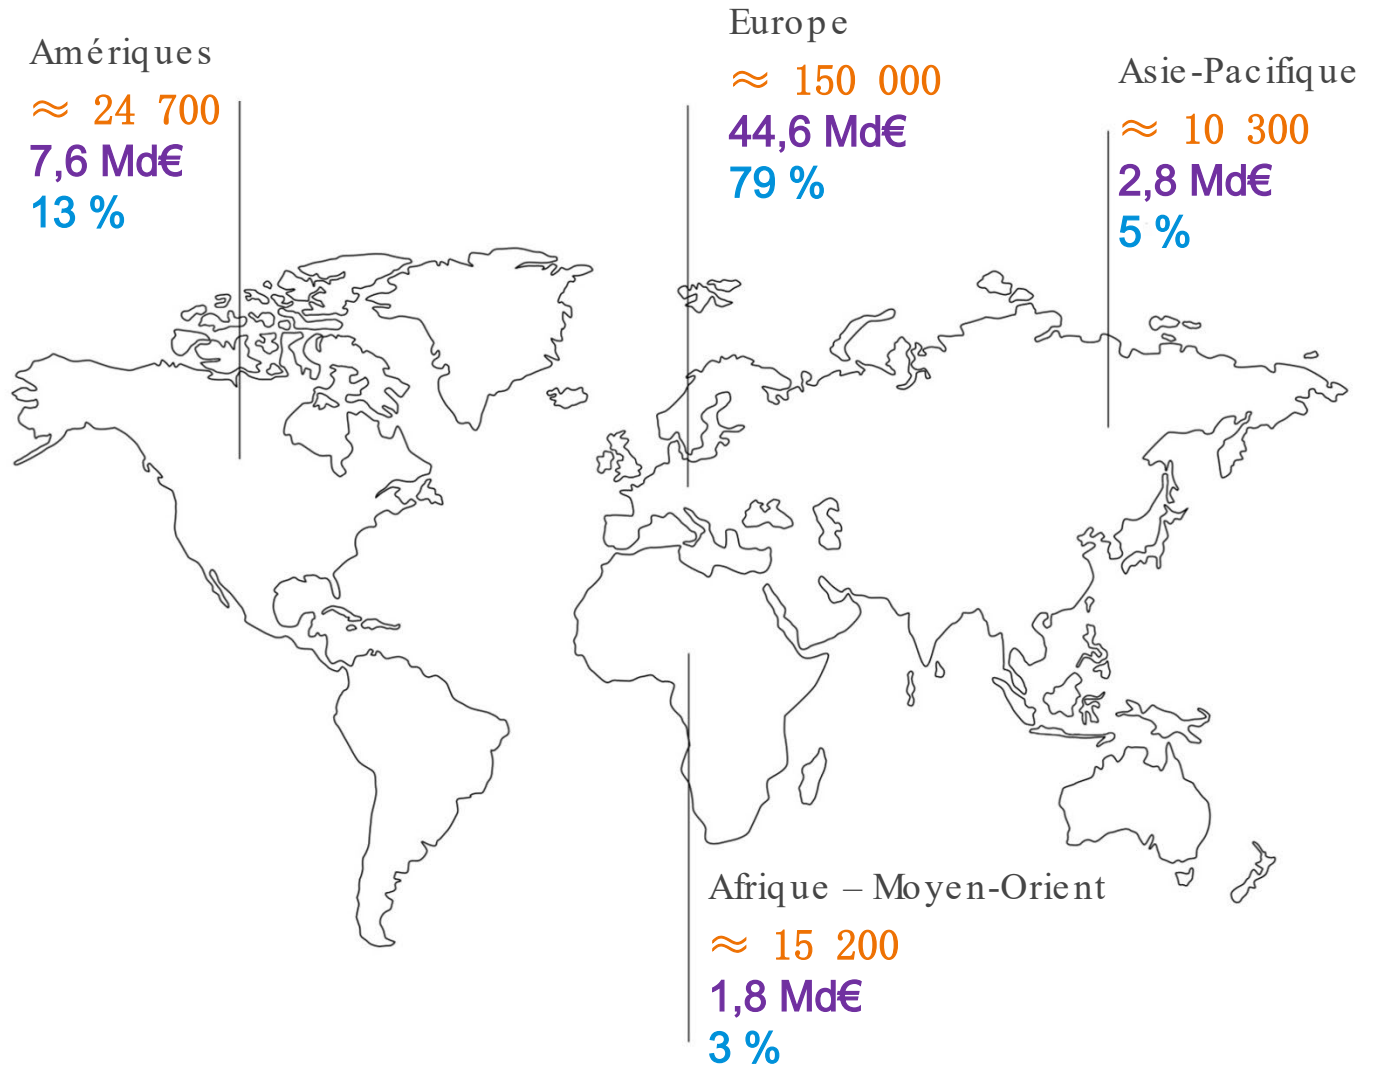 Amériques
≈ 24 700
7,6 Md€
13 %
Europe
≈ 150 000
44,6 Md€
79 %
Asie-Pacifique
≈ 10 300
2,8 Md€
5 %
Afrique – Moyen-Orient
≈ 15 200
1,8 Md€
3 %